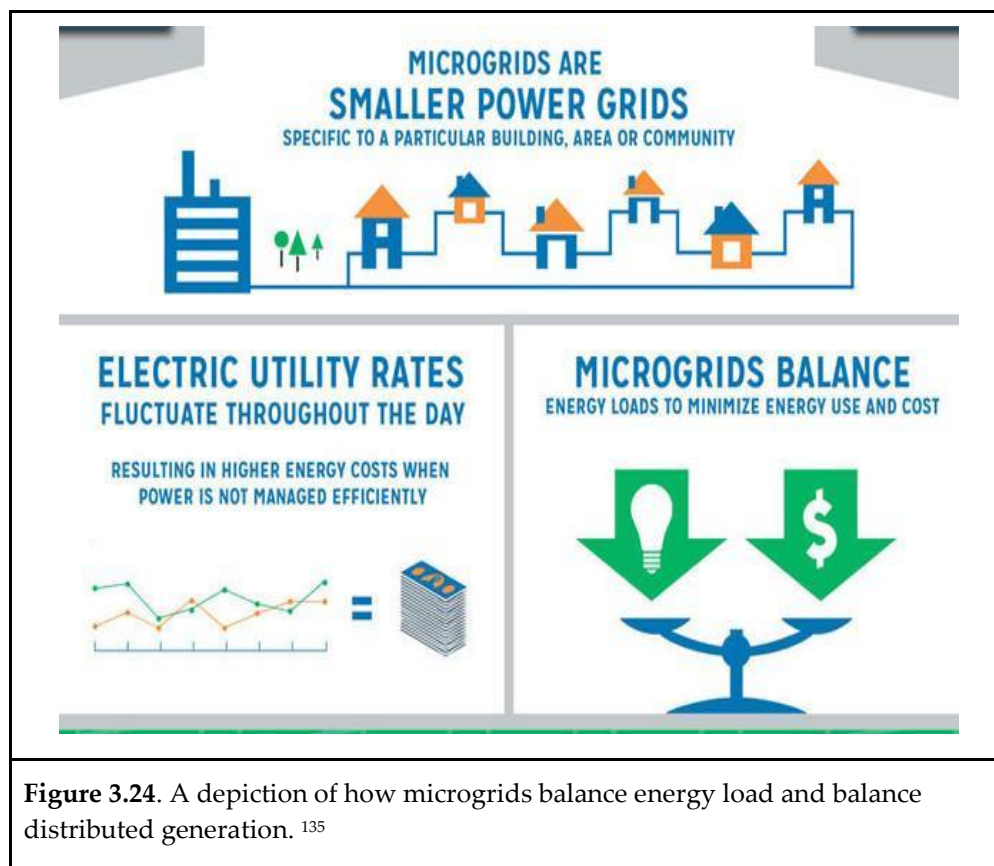 MICROGRIDS ARE
SMALLER POWER GRIDS
SPECIFIC TO A PARTICULAR BUILDING, AREA OR COMMUNITY
ELECTRIC UTILITY RATES
FLUCTUATE THROUGHOUT THE DAY
RESULTING IN HIGHER ENERGY COSTS WHEN
POWER IS NOT MANAGED EFFICIENTLY
MICROGRIDS BALANCE
ENERGY LOADS TO MINIMIZE ENERGY USE AND COST
$
Figure 3.24. A depiction of how microgrids balance energy load and balance
distributed generation. 135